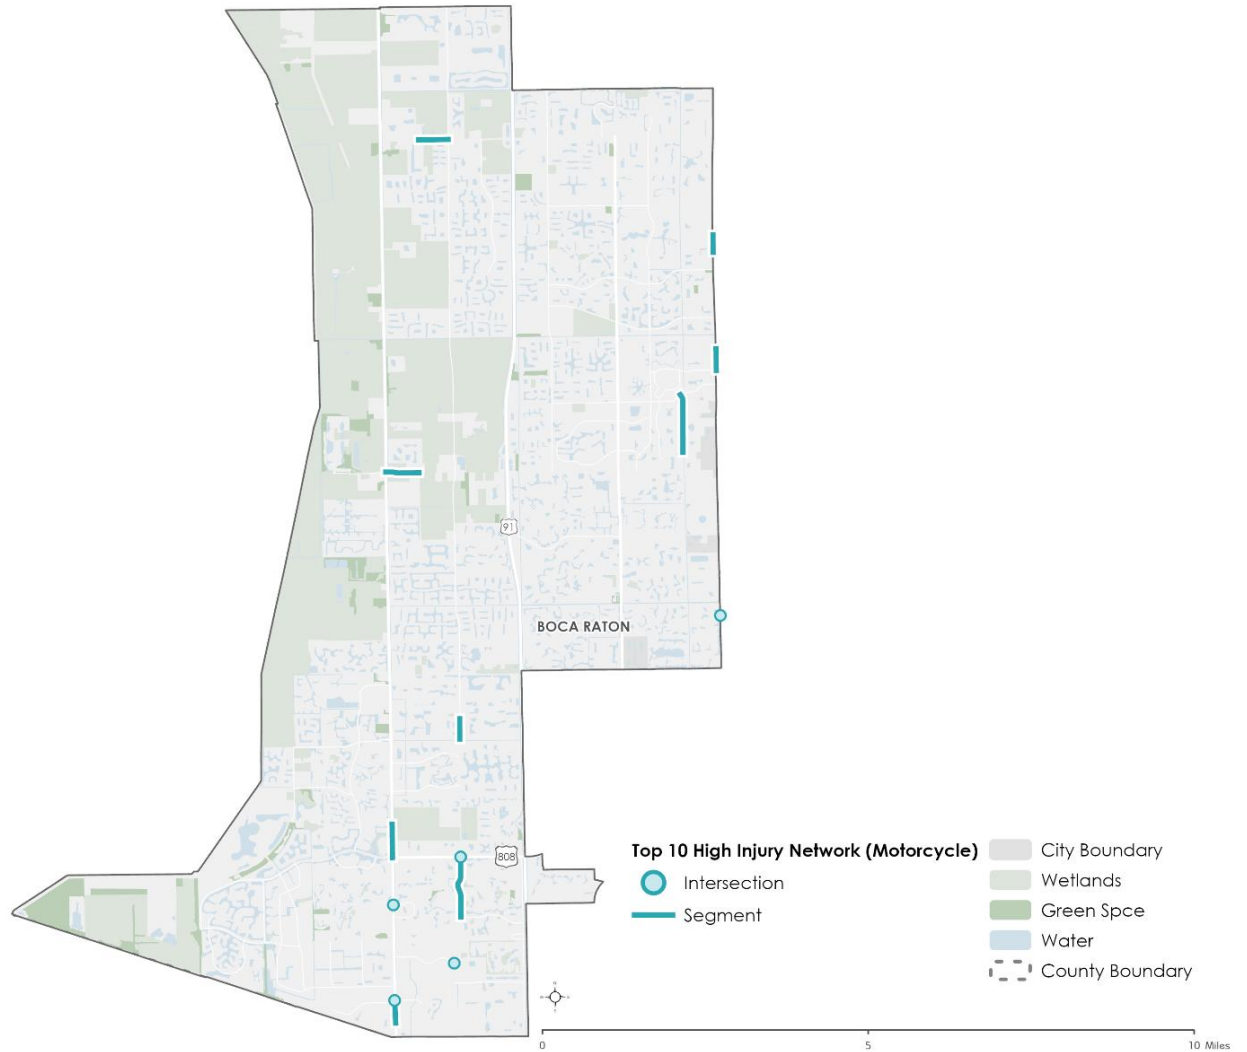 91
BOCA RATON
808
Top 10 High Injury Network (Motorcycle)
Intersection
Segment
City Boundary
Wetlands
Green Spce
Water
County Boundary
0
5
10 Miles